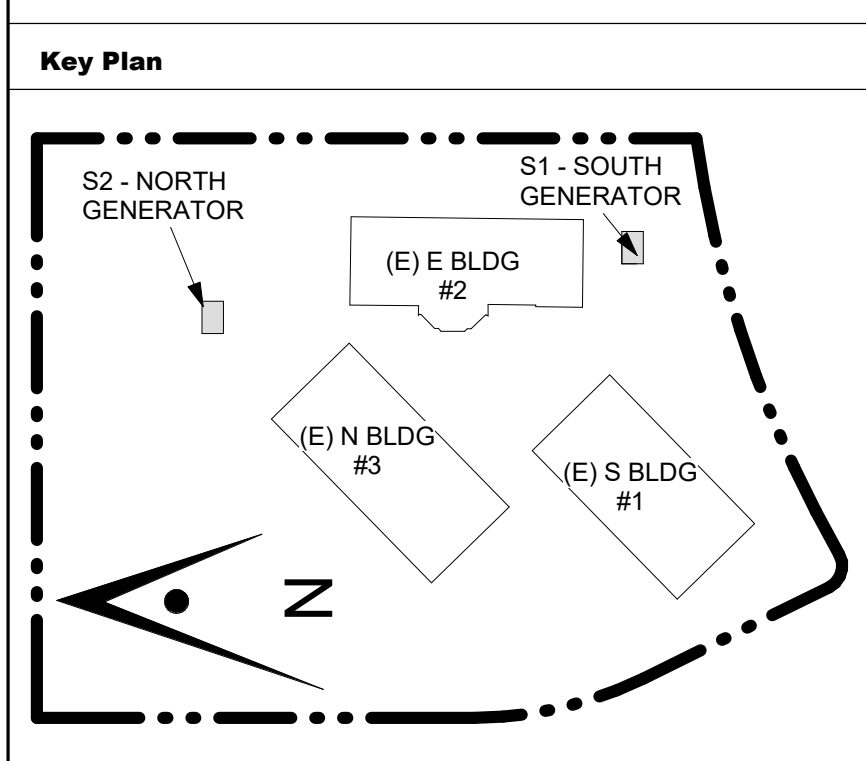 Key Plan
S2 - NORTH
GENERATOR
S1 - SOUTH
GENERATOR
(E) E BLDG
#2
(E) N BLDG
#3
(E) S BLDG
#1
N